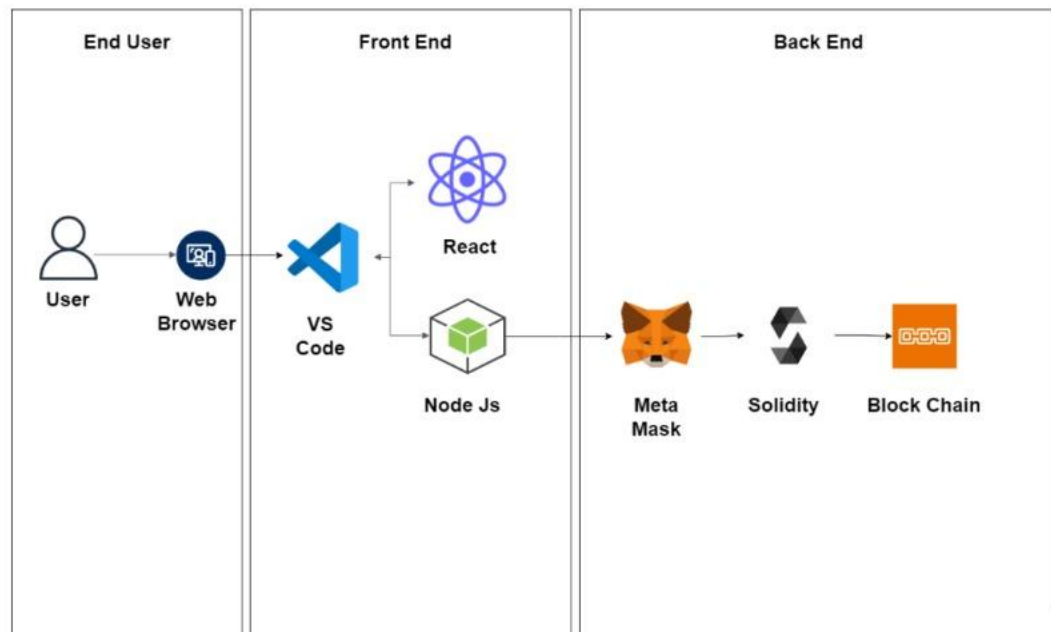 End User
Front End
Back End
User
Web
Browser
VS
Code
React
Node Js
Meta
Mask
Solidity
Block Chain